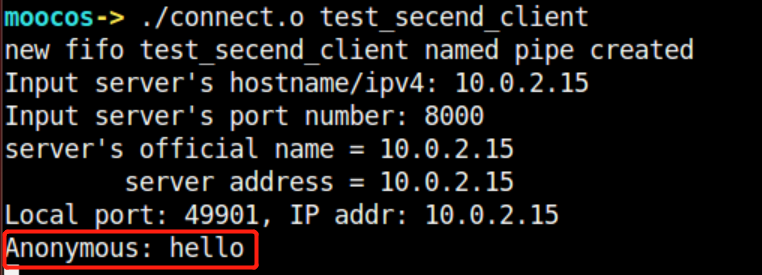 moocos-> ./connect.o test_secend_client
new fifo test_secend_client named pipe created
Input server's hostname/ipv4: 10.0.2.15
Input server's port number: 8000
server's official name = 10.0.2.15
server address = 10.0.2.15
Local port: 49901, IP addr: 10.0.2.15
Anonymous: hello